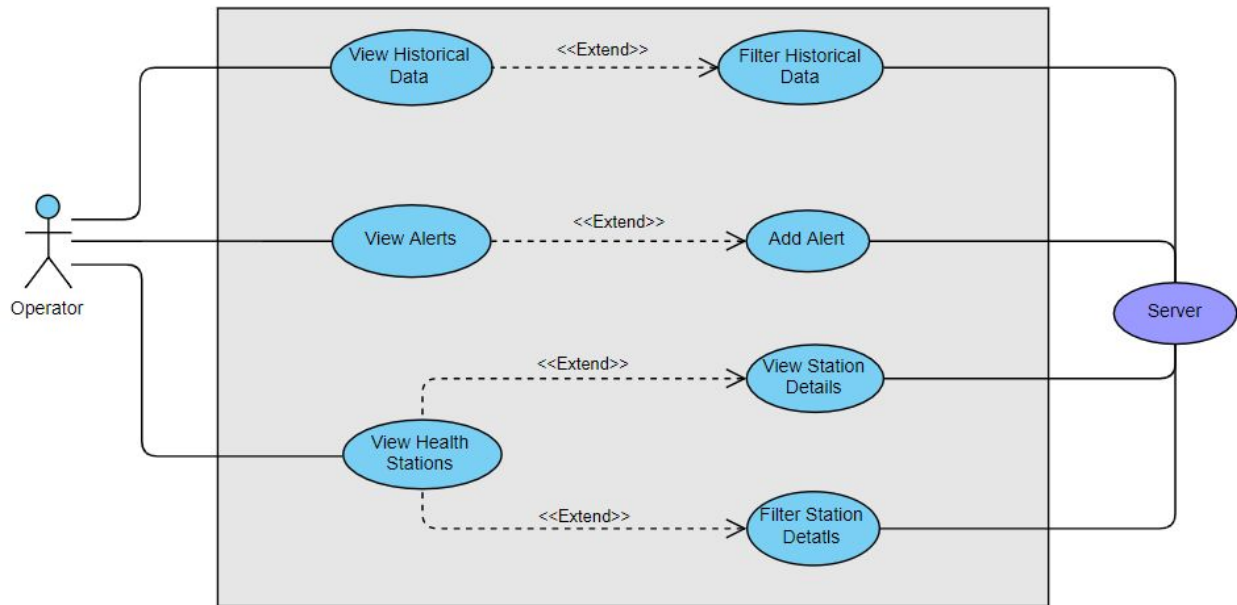 View Historical
Data
<<Extend>>
Filter Historical
Data
View Alerts
<<Extend>>
Add Alert
Operator
Server
<<Extend>>
View Station
Details
View Health
Stations
<<Extend>>
Filter Station
Detatls